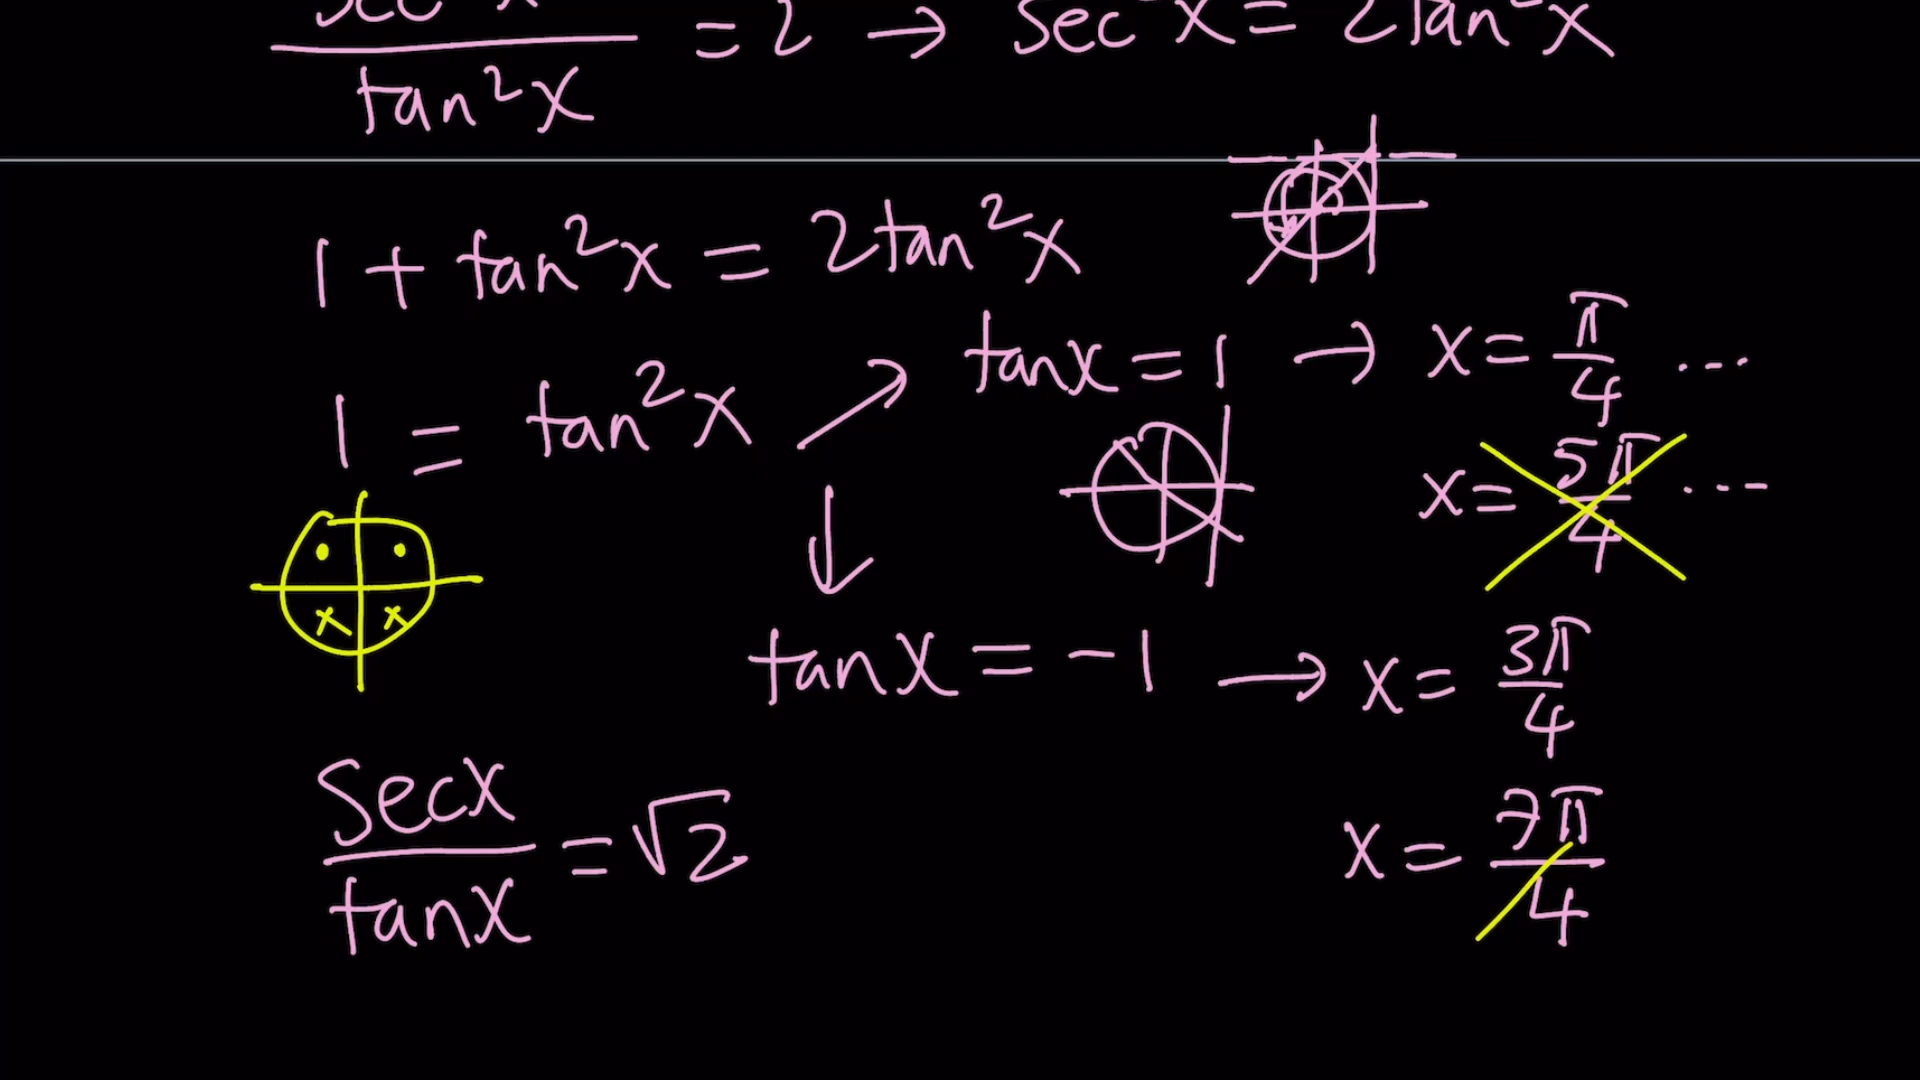 sec²x / tan²x = 2 → sec²x = 2tan²x
1 + tan²x = 2tan²x
1 = tan²x
tanx = 1 → x = π/4 ...
x = 5π/4 ...
tanx = -1 → x = 3π/4
x = 7π/4
secx / tanx = √2